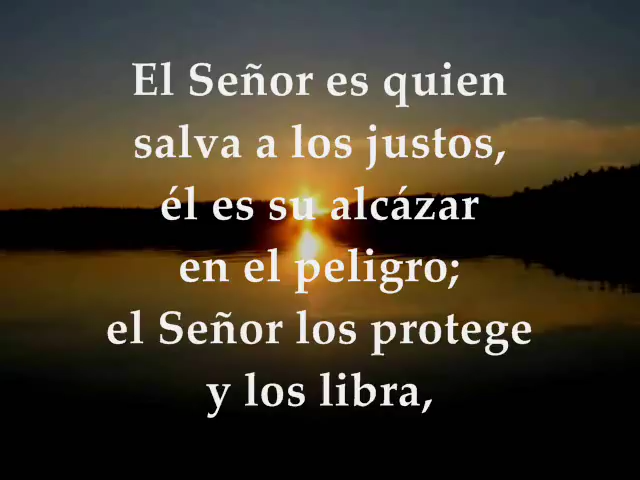 El Señor es quien
salva a los justos,
él es su alcázar
en el peligro;
el Señor los protege
y los libra,